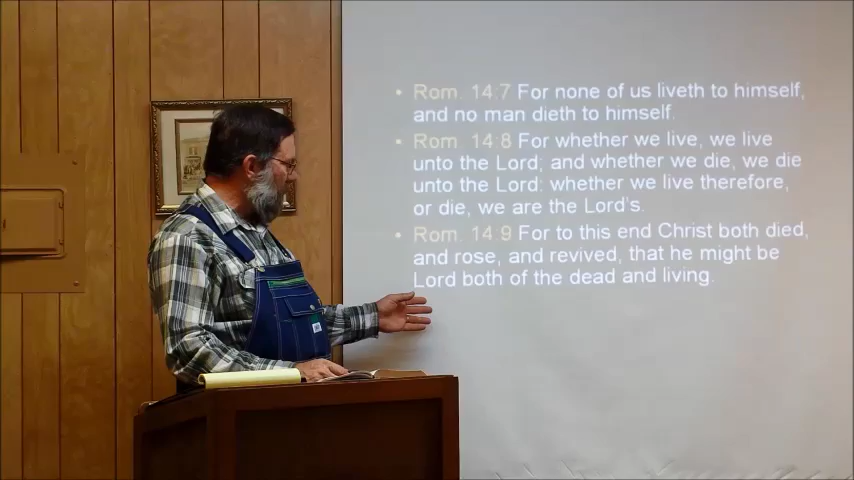 • Rom. 14:7 For none of us liveth to himself,
and no man dieth to himself.
• Rom. 14:8 For whether we live, we live
unto the Lord; and whether we die, we die
unto the Lord: whether we live therefore,
or die, we are the Lord's.
• Rom. 14:9 For to this end Christ both died,
and rose, and revived, that he might be
Lord both of the dead and living.